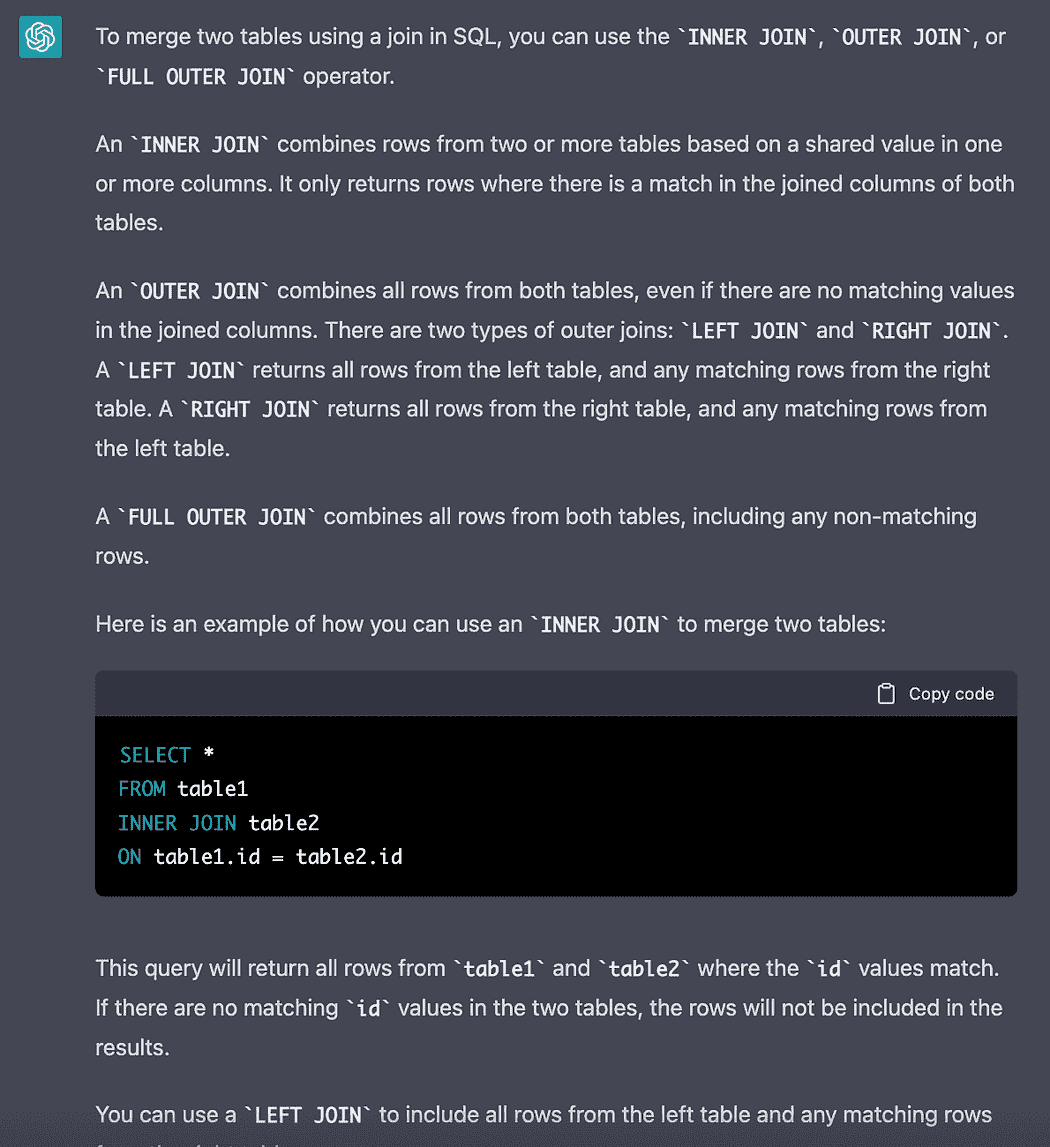 To merge two tables using a join in SQL, you can use the `INNER JOIN`, `OUTER JOIN`, or
`FULL OUTER JOIN` operator.
An `INNER JOIN` combines rows from two or more tables based on a shared value in one
or more columns. It only returns rows where there is a match in the joined columns of both
tables.
An `OUTER JOIN` combines all rows from both tables, even if there are no matching values
in the joined columns. There are two types of outer joins: `LEFT JOIN` and `RIGHT JOIN`.
A `LEFT JOIN` returns all rows from the left table, and any matching rows from the right
table. A `RIGHT JOIN` returns all rows from the right table, and any matching rows from
the left table.
A `FULL OUTER JOIN` combines all rows from both tables, including any non-matching
rows.
Here is an example of how you can use an `INNER JOIN` to merge two tables:
Copy code
SELECT *
FROM table1
INNER JOIN table2
ON table1.id = table2.id
This query will return all rows from `table1` and `table2` where the `id` values match.
If there are no matching `id` values in the two tables, the rows will not be included in the
results.
You can use a `LEFT JOIN` to include all rows from the left table and any matching rows